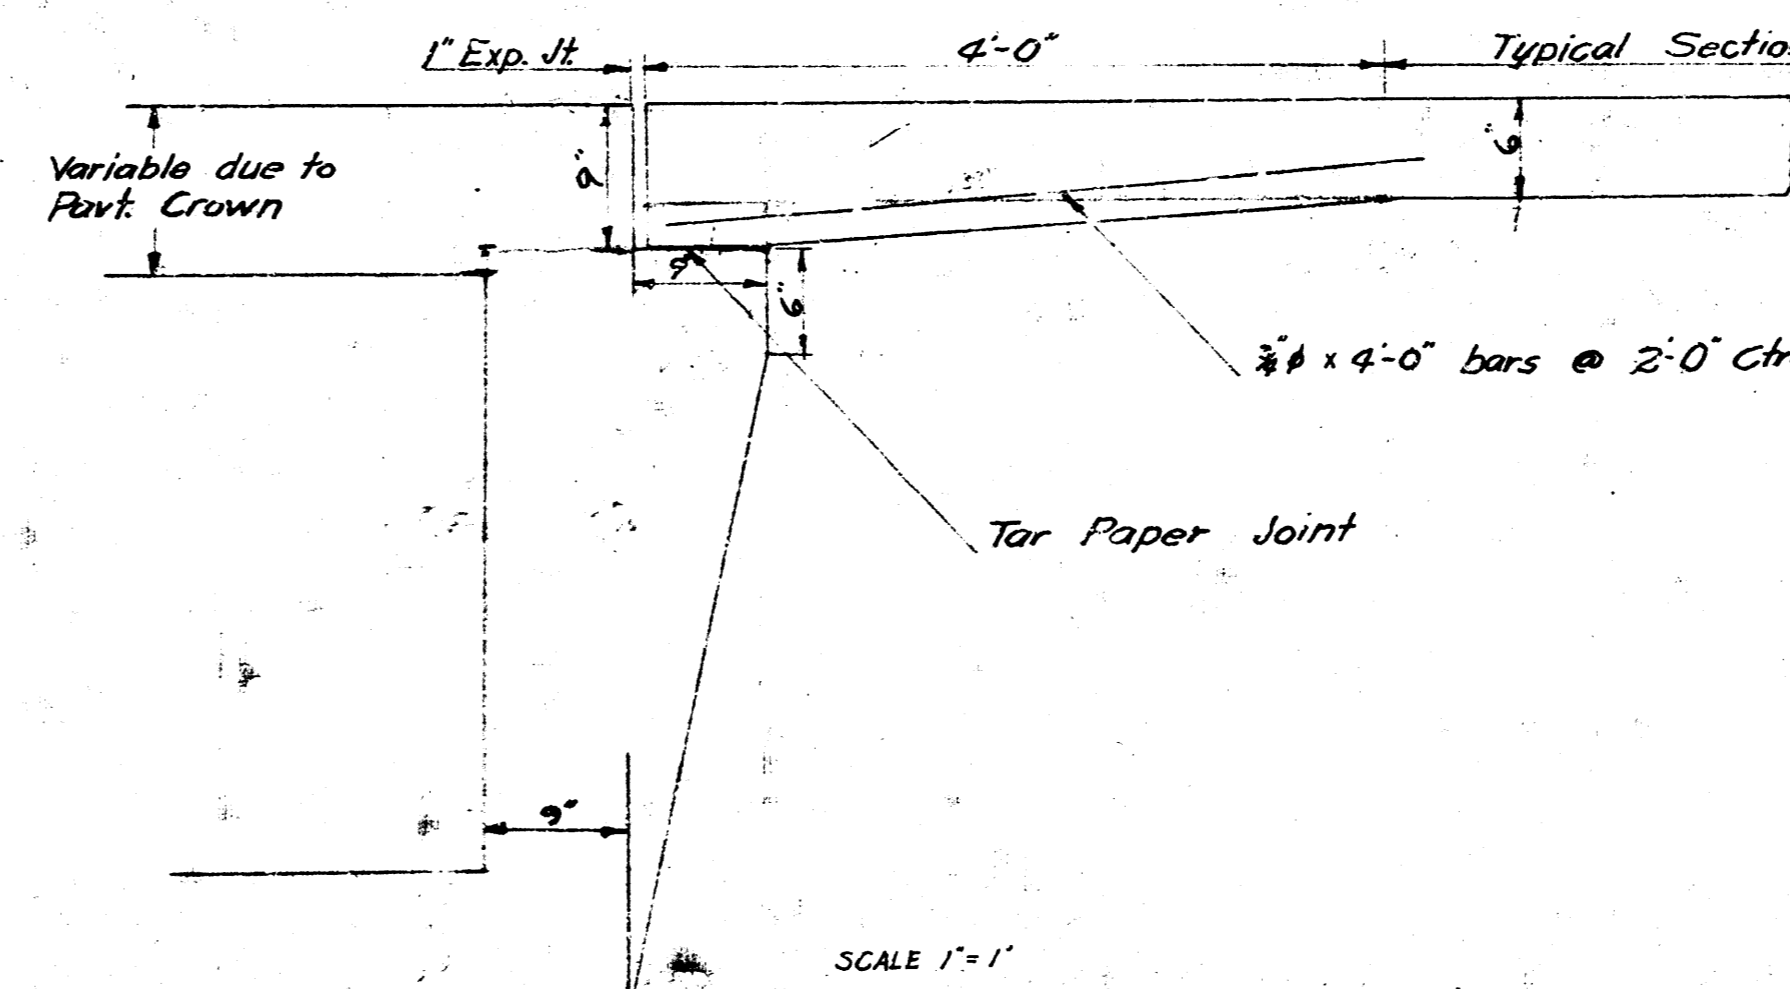 1" Exp. Jt.
4'-0"
Typical Sectio
Variable due to
Pavt. Crown
9"
6"
9"
6"
¾"ϕ x 4'-0" bars @ 2'-0" Ctr
Tar Paper Joint
9"
SCALE 1"= 1'